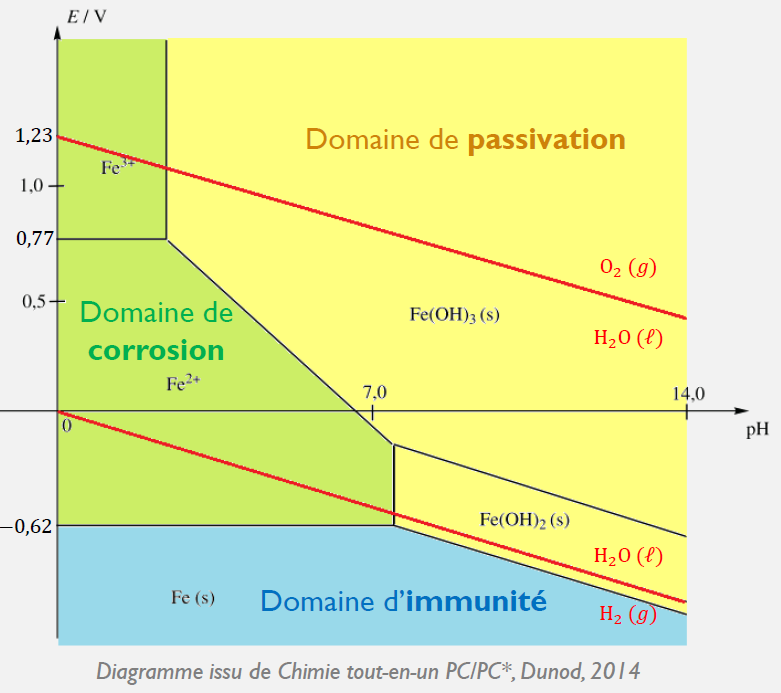 E / V
1,23
Domaine de passivation
Fe³⁺
1,0
0,77
O₂ (g)
0,5
Domaine de
corrosion
Fe(OH)₃ (s)
H₂O (ℓ)
Fe²⁺
7,0
14,0
0
pH
−0,62
Fe(OH)₂ (s)
H₂O (ℓ)
Fe (s)
Domaine d'immunité
H₂ (g)
Diagramme issu de Chimie tout-en-un PC/PC*, Dunod, 2014